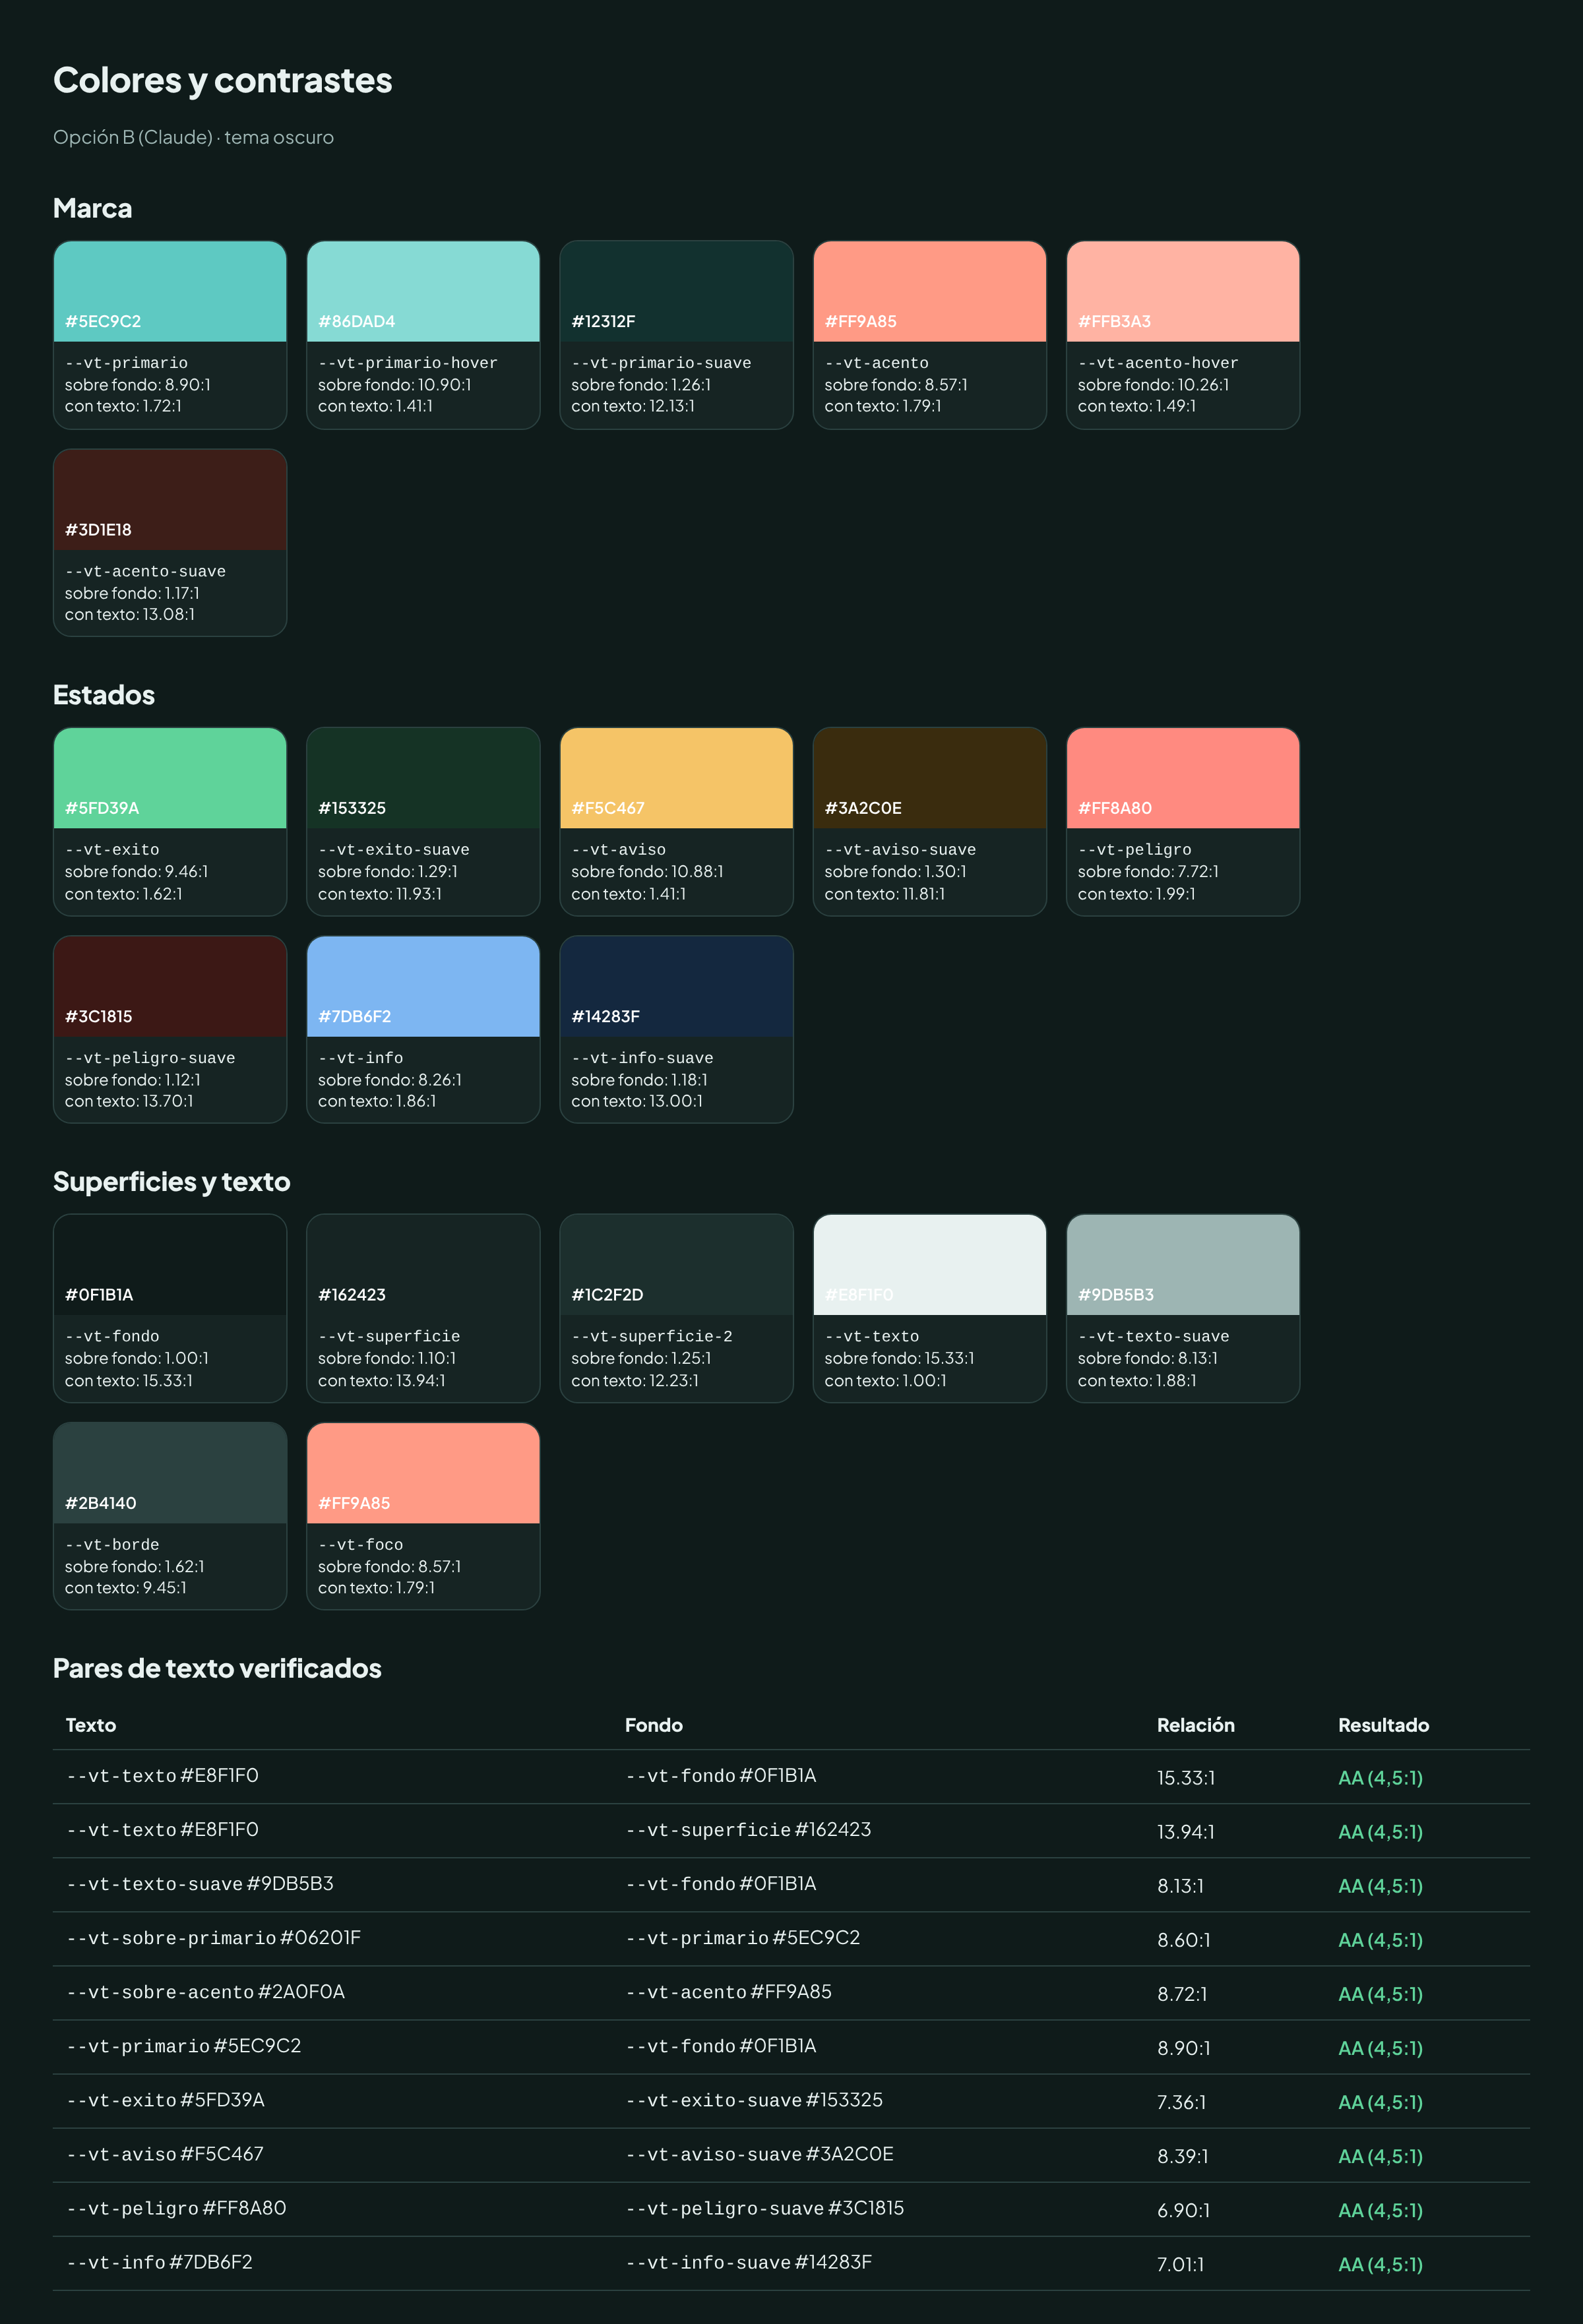 Colores y contrastes
Opción B (Claude) · tema oscuro
Marca
#5EC9C2
--vt-primario
sobre fondo: 8.90:1
con texto: 1.72:1
#86DAD4
--vt-primario-hover
sobre fondo: 10.90:1
con texto: 1.41:1
#12312F
--vt-primario-suave
sobre fondo: 1.26:1
con texto: 12.13:1
#FF9A85
--vt-acento
sobre fondo: 8.57:1
con texto: 1.79:1
#FFB3A3
--vt-acento-hover
sobre fondo: 10.26:1
con texto: 1.49:1
#3D1E18
--vt-acento-suave
sobre fondo: 1.17:1
con texto: 13.08:1
Estados
#5FD39A
--vt-exito
sobre fondo: 9.46:1
con texto: 1.62:1
#153325
--vt-exito-suave
sobre fondo: 1.29:1
con texto: 11.93:1
#F5C467
--vt-aviso
sobre fondo: 10.88:1
con texto: 1.41:1
#3A2C0E
--vt-aviso-suave
sobre fondo: 1.30:1
con texto: 11.81:1
#FF8A80
--vt-peligro
sobre fondo: 7.72:1
con texto: 1.99:1
#3C1815
--vt-peligro-suave
sobre fondo: 1.12:1
con texto: 13.70:1
#7DB6F2
--vt-info
sobre fondo: 8.26:1
con texto: 1.86:1
#14283F
--vt-info-suave
sobre fondo: 1.18:1
con texto: 13.00:1
Superficies y texto
#0F1B1A
--vt-fondo
sobre fondo: 1.00:1
con texto: 15.33:1
#162423
--vt-superficie
sobre fondo: 1.10:1
con texto: 13.94:1
#1C2F2D
--vt-superficie-2
sobre fondo: 1.25:1
con texto: 12.23:1
#E8F1F0
--vt-texto
sobre fondo: 15.33:1
con texto: 1.00:1
#9DB5B3
--vt-texto-suave
sobre fondo: 8.13:1
con texto: 1.88:1
#2B4140
--vt-borde
sobre fondo: 1.62:1
con texto: 9.45:1
#FF9A85
--vt-foco
sobre fondo: 8.57:1
con texto: 1.79:1
Pares de texto verificados
Texto Fondo Relación Resultado
--vt-texto #E8F1F0 --vt-fondo #0F1B1A 15.33:1 AA (4,5:1)
--vt-texto #E8F1F0 --vt-superficie #162423 13.94:1 AA (4,5:1)
--vt-texto-suave #9DB5B3 --vt-fondo #0F1B1A 8.13:1 AA (4,5:1)
--vt-sobre-primario #06201F --vt-primario #5EC9C2 8.60:1 AA (4,5:1)
--vt-sobre-acento #2A0F0A --vt-acento #FF9A85 8.72:1 AA (4,5:1)
--vt-primario #5EC9C2 --vt-fondo #0F1B1A 8.90:1 AA (4,5:1)
--vt-exito #5FD39A --vt-exito-suave #153325 7.36:1 AA (4,5:1)
--vt-aviso #F5C467 --vt-aviso-suave #3A2C0E 8.39:1 AA (4,5:1)
--vt-peligro #FF8A80 --vt-peligro-suave #3C1815 6.90:1 AA (4,5:1)
--vt-info #7DB6F2 --vt-info-suave #14283F 7.01:1 AA (4,5:1)